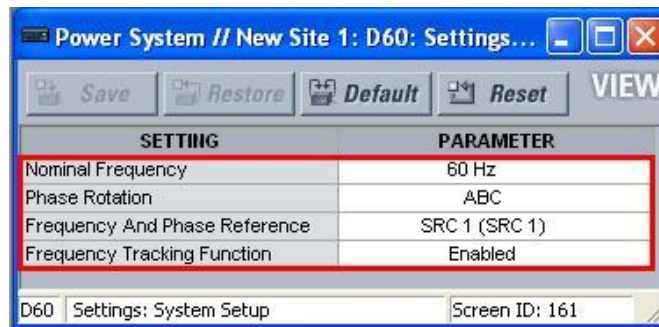 Power System // New Site 1: D60: Settings...
Save Restore Default Reset VIEW
SETTING PARAMETER
Nominal Frequency 60 Hz
Phase Rotation ABC
Frequency And Phase Reference SRC 1 (SRC 1)
Frequency Tracking Function Enabled
D60 Settings: System Setup Screen ID: 161